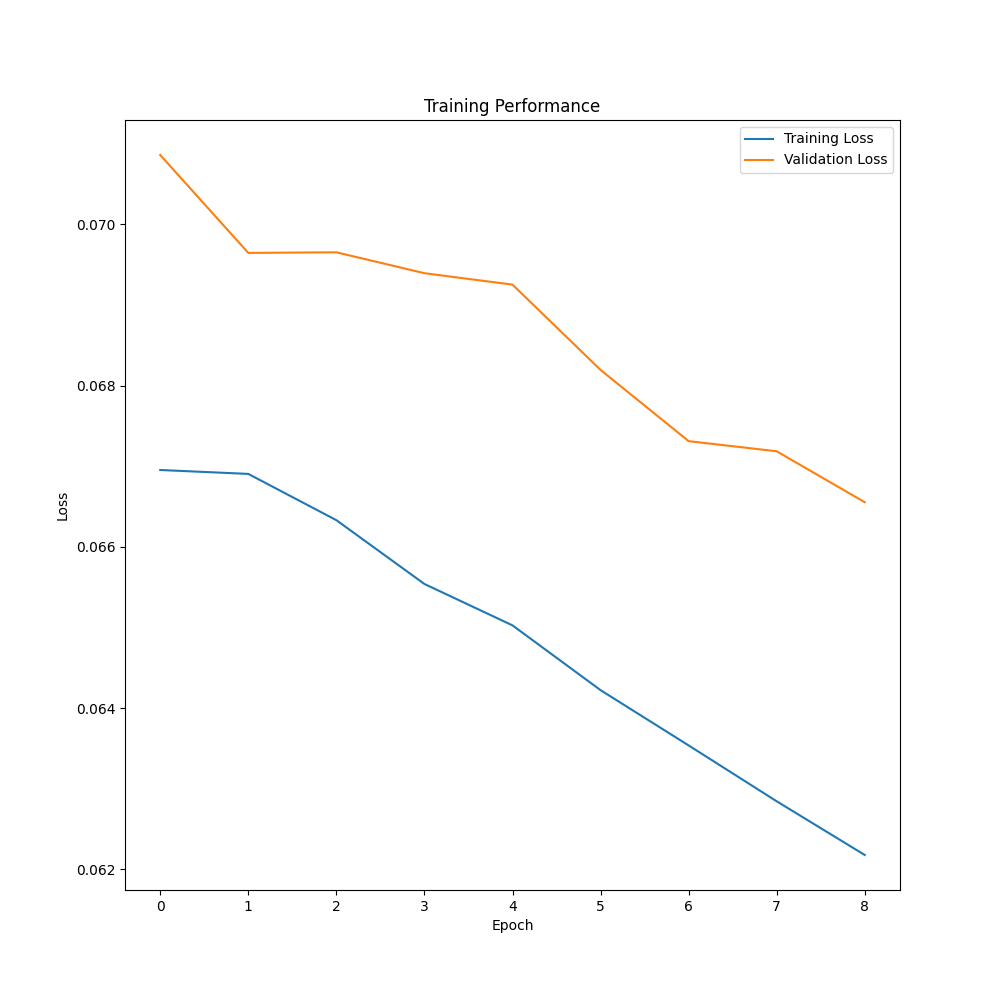 Training Performance
Training Loss
Validation Loss
0.070
0.068
0.066
0.064
0.062
Loss
0 1 2 3 4 5 6 7 8
Epoch